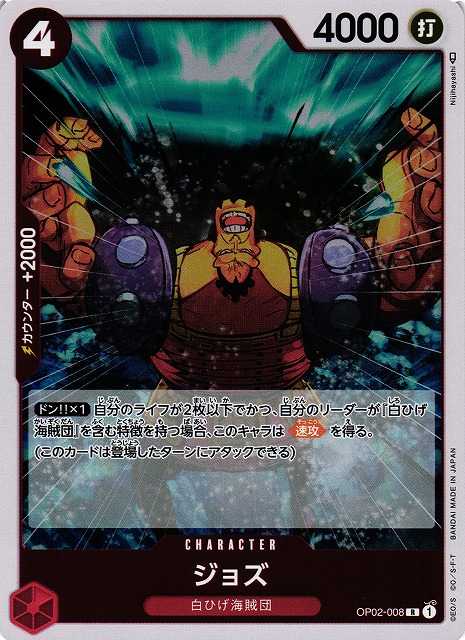 4
4000 打
Nijihayashi
カウンター +2000
ドン!!×1 自分のライフが2枚以下でかつ、自分のリーダーが「白ひげ
海賊団」を含む特徴を持つ場合、このキャラは 速攻 を得る。
(このカードは登場したターンにアタックできる)
CHARACTER
ジョズ
白ひげ海賊団
OP02-008 R 1
©E.O/S ©O/S・F・T BANDAI MADE IN JAPAN